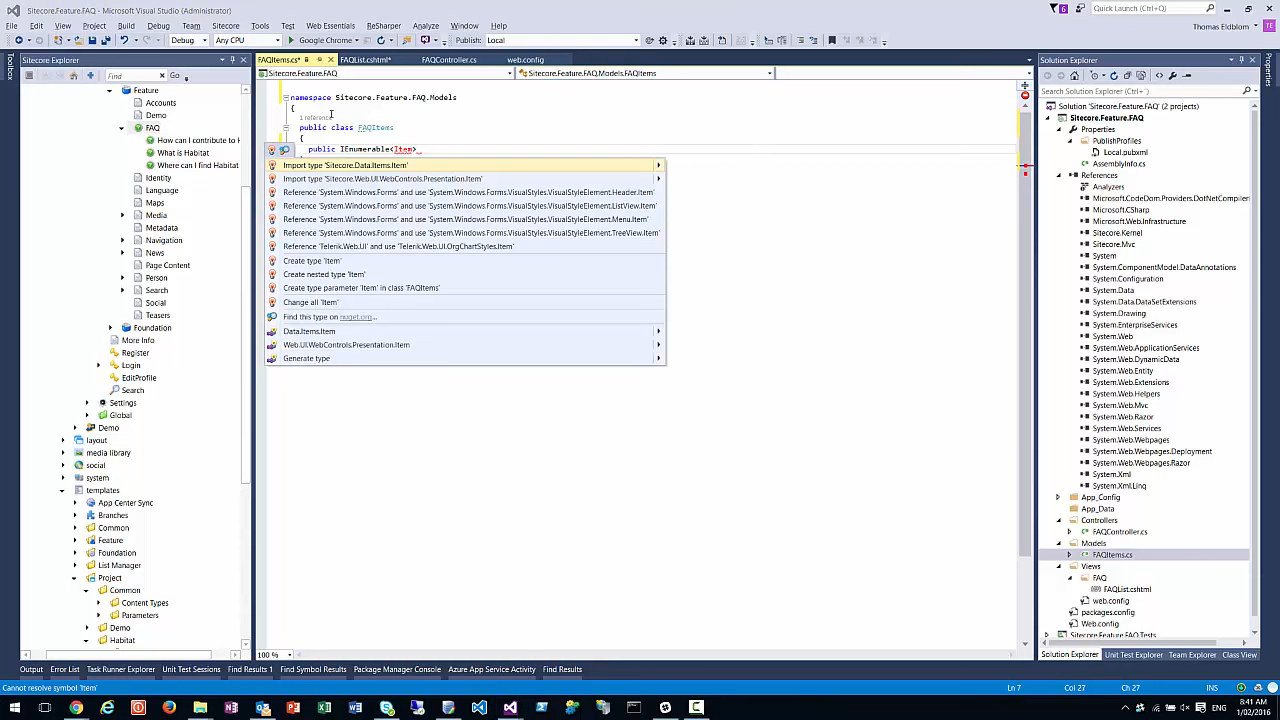 Sitecore.Feature.FAQ - Microsoft Visual Studio (Administrator)
6
Quick Launch (Ctrl+Q)
File Edit View Project Build Debug Team Sitecore Tools Test Web Essentials ReSharper Analyze Window Help
Thomas Eldblom TE
Debug Any CPU Google Chrome Publish: Local
Toolbox
Sitecore Explorer
Find Go
Feature
Accounts
Demo
FAQ
How can I contribute to H
What is Habitat
Where can I find Habitat
Identity
Language
Maps
Media
Metadata
Navigation
News
Page Content
Person
Search
Social
Teasers
Foundation
More Info
Register
Login
EditProfile
Search
Settings
Global
Demo
layout
media library
social
system
templates
App Center Sync
Branches
Common
Feature
Foundation
List Manager
Project
Common
Content Types
Parameters
Demo
Habitat
FAQItems.cs* FAQList.cshtml* FAQController.cs web.config
Sitecore.Feature.FAQ Sitecore.Feature.FAQ.Models.FAQItems
namespace Sitecore.Feature.FAQ.Models
{
1 reference
public class FAQItems
{
public IEnumerable<Item>
Import type 'Sitecore.Data.Items.Item'
Import type 'Sitecore.Web.UI.WebControls.Presentation.Item'
Reference 'System.Windows.Forms' and use 'System.Windows.Forms.VisualStyles.VisualStyleElement.Header.Item'
Reference 'System.Windows.Forms' and use 'System.Windows.Forms.VisualStyles.VisualStyleElement.ListView.Item'
Reference 'System.Windows.Forms' and use 'System.Windows.Forms.VisualStyles.VisualStyleElement.Menu.Item'
Reference 'System.Windows.Forms' and use 'System.Windows.Forms.VisualStyles.VisualStyleElement.TreeView.Item'
Reference 'Telerik.Web.UI' and use 'Telerik.Web.UI.OrgChartStyles.Item'
Create type 'Item'
Create nested type 'Item'
Create type parameter 'Item' in class 'FAQItems'
Change all 'Item'
Find this type on nuget.org...
Data.Items.Item
Web.UI.WebControls.Presentation.Item
Generate type
100 %
Solution Explorer
Search Solution Explorer (Ctrl+;)
Solution 'Sitecore.Feature.FAQ' (2 projects)
Sitecore.Feature.FAQ
Properties
PublishProfiles
Local.pubxml
AssemblyInfo.cs
References
Analyzers
Microsoft.CodeDom.Providers.DotNetCompiler
Microsoft.CSharp
Microsoft.Web.Infrastructure
Sitecore.Kernel
Sitecore.Mvc
System
System.ComponentModel.DataAnnotations
System.Configuration
System.Data
System.Data.DataSetExtensions
System.Drawing
System.EnterpriseServices
System.Web
System.Web.ApplicationServices
System.Web.DynamicData
System.Web.Entity
System.Web.Extensions
System.Web.Helpers
System.Web.Mvc
System.Web.Razor
System.Web.Services
System.Web.Webpages
System.Web.Webpages.Deployment
System.Web.Webpages.Razor
System.Xml
System.Xml.Linq
App_Config
App_Data
Controllers
FAQController.cs
Models
FAQItems.cs
Views
FAQ
FAQList.cshtml
web.config
packages.config
Web.config
Sitecore.Feature.FAQ.Tests
Solution Explorer Unit Test Explorer Team Explorer Class View
Output Error List Task Runner Explorer Unit Test Sessions Find Results 1 Find Symbol Results Package Manager Console Azure App Service Activity Find Results
Cannot resolve symbol 'Item' Ln 7 Col 27 Ch 27 INS
8:41 AM
1/02/2016